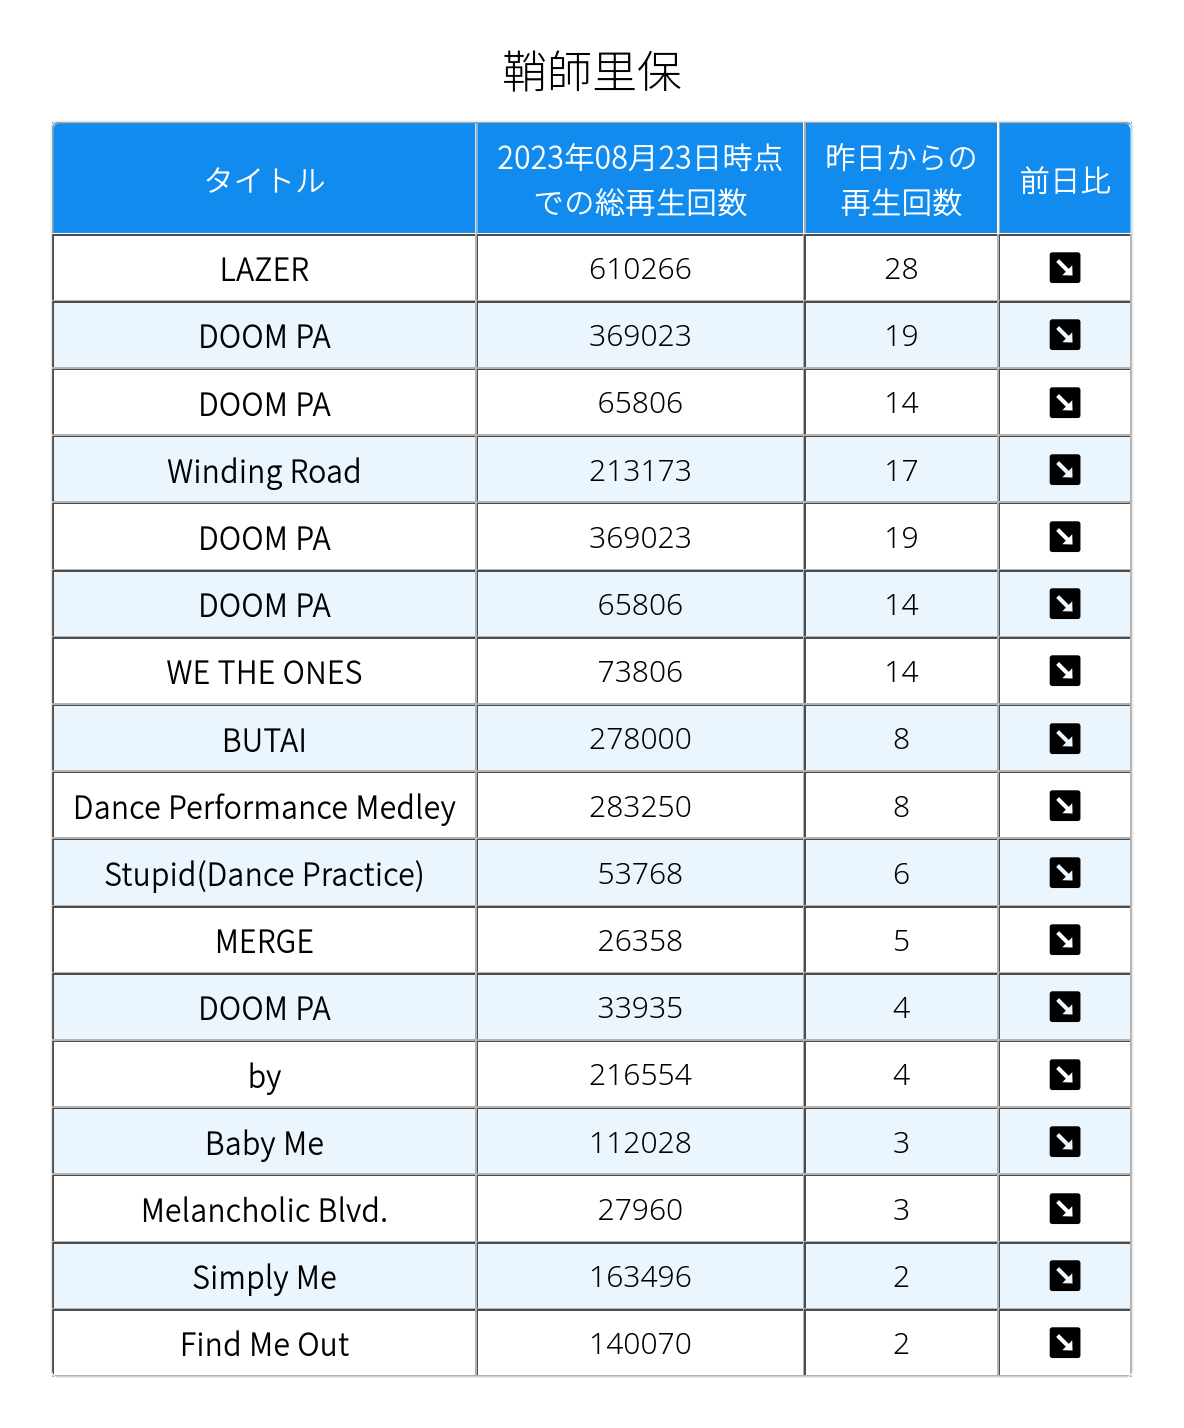 鞘師里保
タイトル 2023年08月23日時点での総再生回数 昨日からの再生回数 前日比
LAZER 610266 28 ↘
DOOM PA 369023 19 ↘
DOOM PA 65806 14 ↘
Winding Road 213173 17 ↘
DOOM PA 369023 19 ↘
DOOM PA 65806 14 ↘
WE THE ONES 73806 14 ↘
BUTAI 278000 8 ↘
Dance Performance Medley 283250 8 ↘
Stupid(Dance Practice) 53768 6 ↘
MERGE 26358 5 ↘
DOOM PA 33935 4 ↘
by 216554 4 ↘
Baby Me 112028 3 ↘
Melancholic Blvd. 27960 3 ↘
Simply Me 163496 2 ↘
Find Me Out 140070 2 ↘